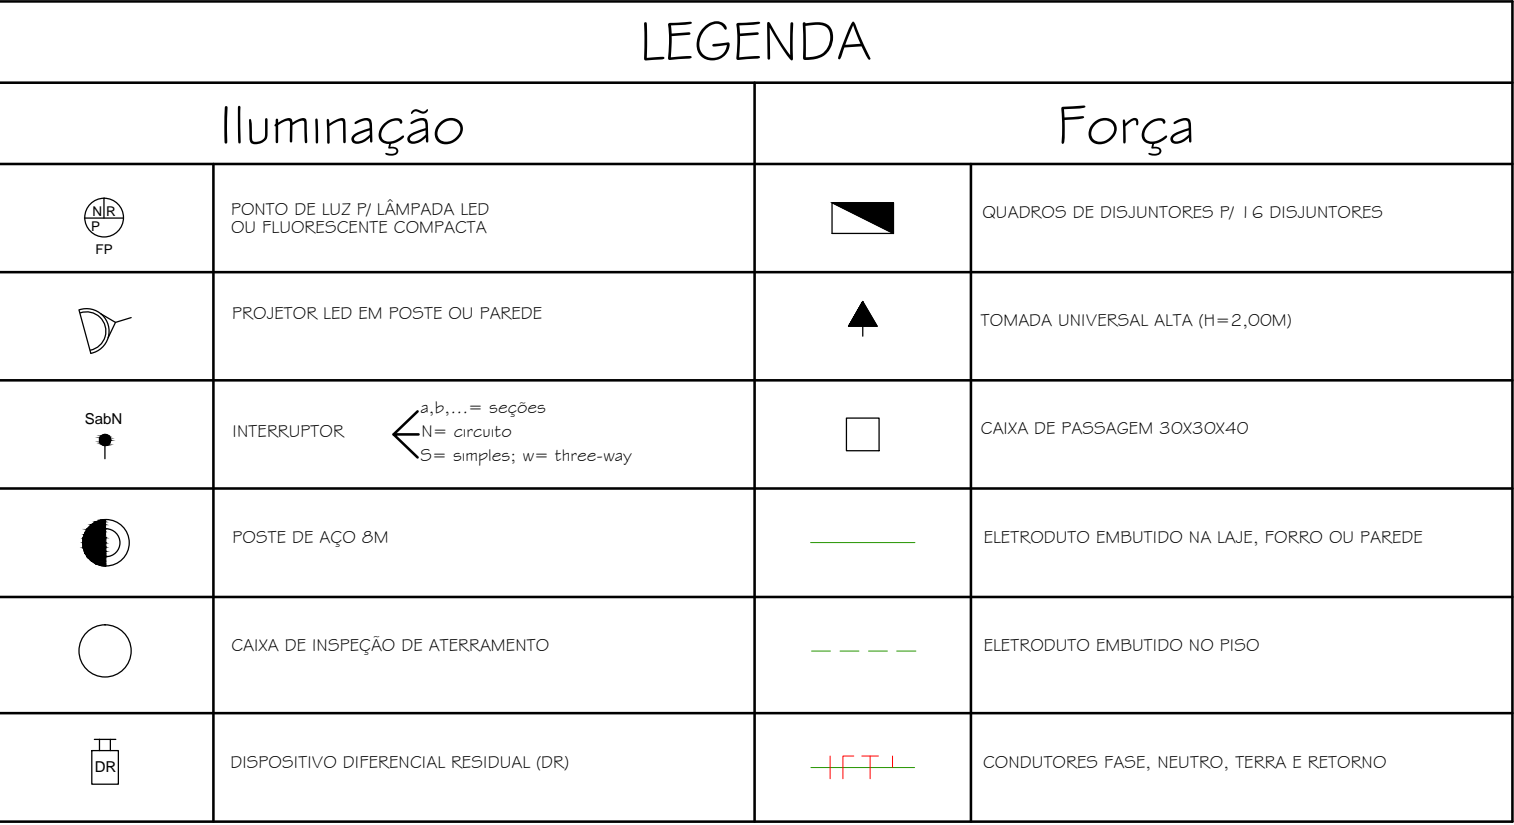 LEGENDA
Iluminação
Força
N R
P
FP
PONTO DE LUZ P/ LÂMPADA LED
OU FLUORESCENTE COMPACTA
QUADROS DE DISJUNTORES P/ 16 DISJUNTORES
PROJETOR LED EM POSTE OU PAREDE
TOMADA UNIVERSAL ALTA (H=2,00M)
SabN
INTERRUPTOR
a,b,...= seções
N= circuito
S= simples; w= three-way
CAIXA DE PASSAGEM 30X30X40
POSTE DE AÇO 8M
ELETRODUTO EMBUTIDO NA LAJE, FORRO OU PAREDE
CAIXA DE INSPEÇÃO DE ATERRAMENTO
ELETRODUTO EMBUTIDO NO PISO
DR
DISPOSITIVO DIFERENCIAL RESIDUAL (DR)
CONDUTORES FASE, NEUTRO, TERRA E RETORNO